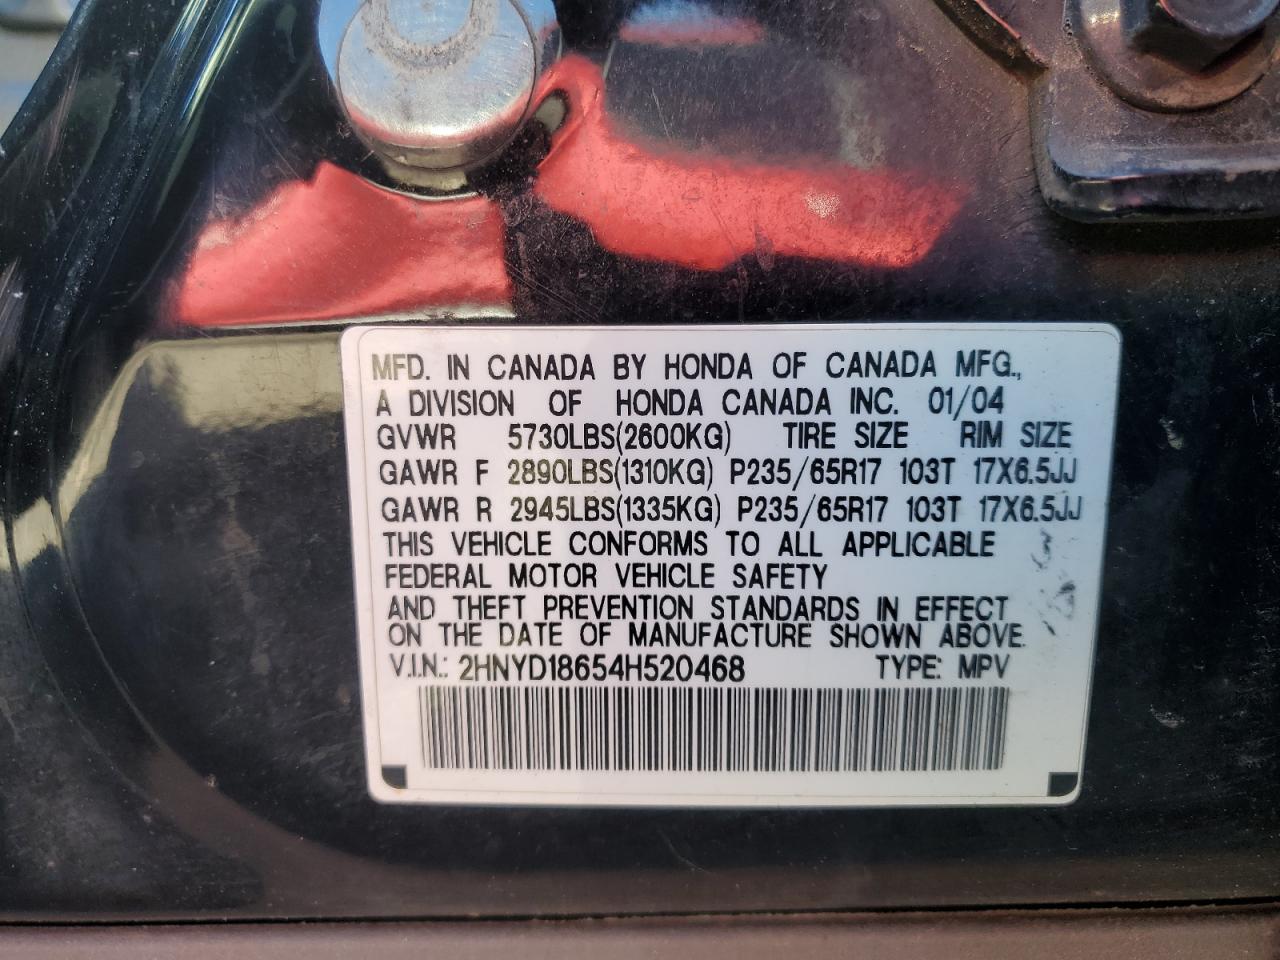 MFD. IN CANADA BY HONDA OF CANADA MFG.,
A DIVISION OF HONDA CANADA INC. 01/04
GVWR 5730LBS(2600KG) TIRE SIZE RIM SIZE
GAWR F 2890LBS(1310KG) P235/65R17 103T 17X6.5JJ
GAWR R 2945LBS(1335KG) P235/65R17 103T 17X6.5JJ
THIS VEHICLE CONFORMS TO ALL APPLICABLE
FEDERAL MOTOR VEHICLE SAFETY
AND THEFT PREVENTION STANDARDS IN EFFECT
ON THE DATE OF MANUFACTURE SHOWN ABOVE.
V.I.N.: 2HNYD18654H520468 TYPE: MPV